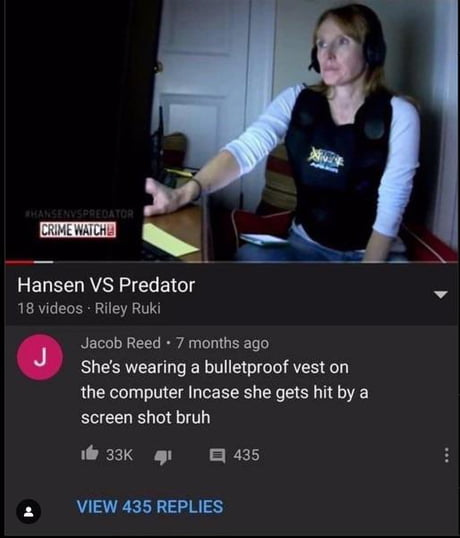 #HANSENVSPREDATOR
CRIME WATCH
Hansen VS Predator
18 videos · Riley Ruki
J
Jacob Reed • 7 months ago
She's wearing a bulletproof vest on
the computer Incase she gets hit by a
screen shot bruh
33K
435
VIEW 435 REPLIES